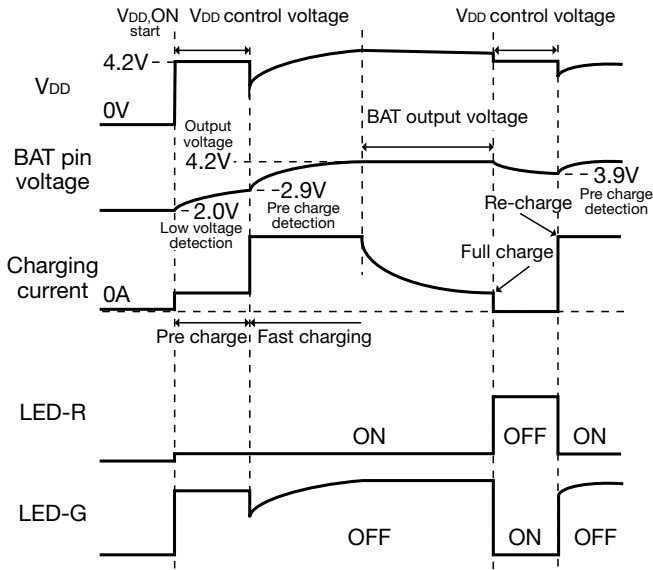 VDD,ON
start
VDD control voltage
VDD control voltage
4.2V
VDD
0V
Output
voltage
4.2V
BAT output voltage
BAT pin
voltage
2.0V
Low voltage
detection
2.9V
Pre charge
detection
3.9V
Pre charge
detection
Re-charge
Full charge
Charging
current
0A
Pre charge
Fast charging
LED-R
ON
OFF
ON
LED-G
OFF
ON
OFF